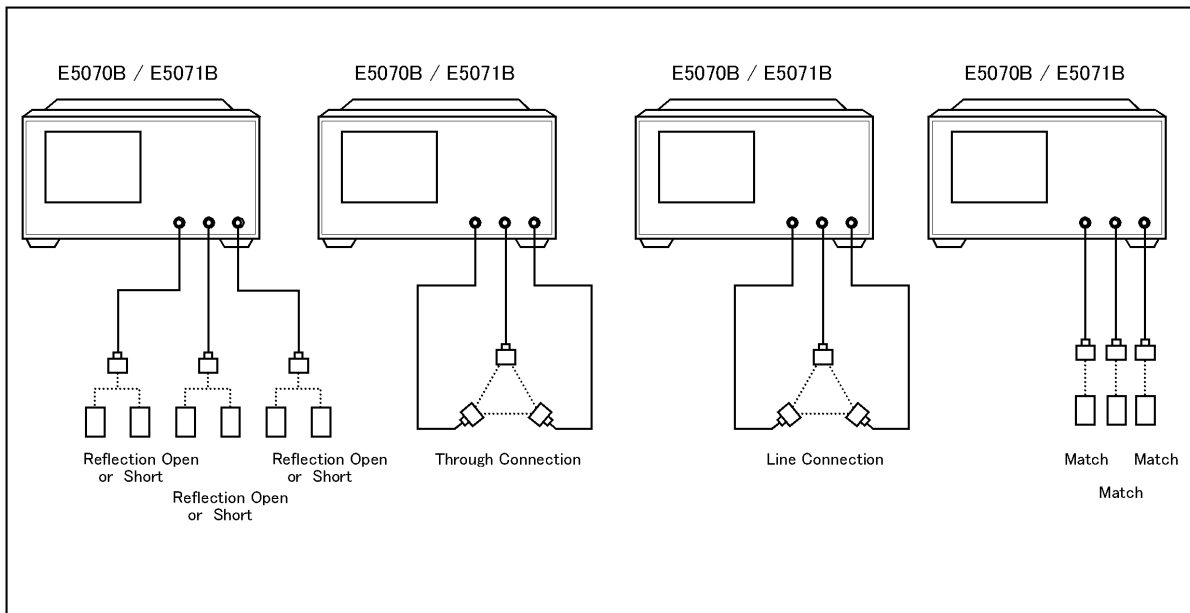 E5070B / E5071B
E5070B / E5071B
E5070B / E5071B
E5070B / E5071B
Reflection Open
or Short
Reflection Open
or Short
Reflection Open
or Short
Through Connection
Line Connection
Match
Match
Match